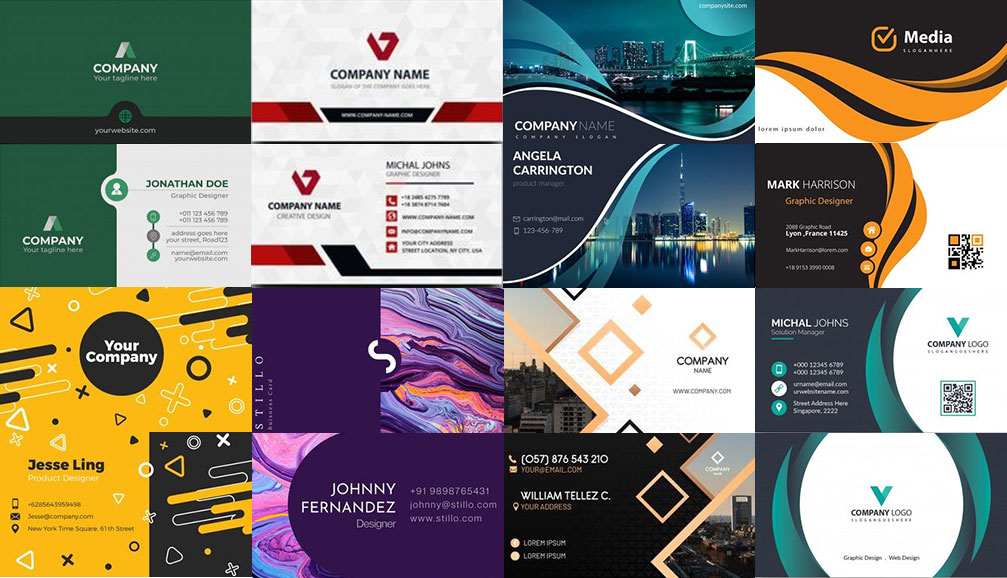 COMPANY
Your tagline here
yourwebsite.com
COMPANY NAME
SLOGAN OF THE COMPANY GOES HERE
WWW.COMPANY-NAME.COM
companysite.com
COMPANY NAME
COMPANY SLOGAN
Media
SLOGANHERE
lorem ipsum dolor
COMPANY
Your tagline here
JONATHAN DOE
Graphic Designer
+011 123 456 789
+011 123 456 789
address goes here
your street, Road123
name@email.com
yourwebsite.com
COMPANY NAME
CREATIVE DESIGN
MICHAL JOHNS
GRAPHIC DESIGNER
+18 2485 4275 7789
+18 3874 8714 7684
WWW.COMPANY-NAME.COM
INFO@COMPANYNAME.COM
YOUR CITY ADDRESS
STREET LOCATION, NY CITY, USA
ANGELA
CARRINGTON
product manager
carrington@mail.com
123-456-789
MARK HARRISON
Graphic Designer
2088 Graphic Road
Lyon ,France 11425
MarkHarrison@lorem.com
+18 9153 3990 0008
Your
Company
STILLO
Buisness Card
COMPANY
NAME
WWW.COMPANY.COM
MICHAL JOHNS
Solution Manager
+000 12345 6789
+000 12345 6789
urname@email.com
urwebsitename.com
Street Address Here
Singapore, 2222
COMPANY LOGO
SLOGANGOESHERE
Jesse Ling
Product Designer
+6285643959498
Jesse@company.com
New York Time Square. 61th Street
JOHNNY
FERNANDEZ
Designer
+91 9898765431
johnny@stillo.com
www.stillo.com
(057) 876 543 210
YOUR@EMAIL.COM
WILLIAM TELLEZ C.
YOUR ADDRESS
LOREM IPSUM
LOREM IPSUM
COMPANY
NAME
COMPANY LOGO
SLOGANGOESHERE
Graphic Design . Web Design